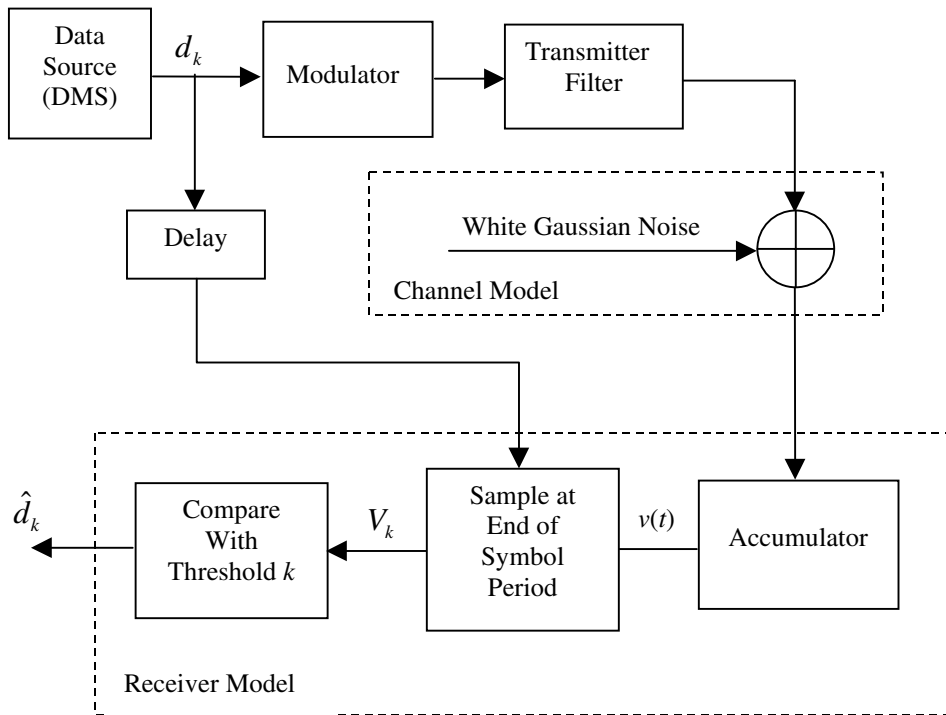 Data
Source
(DMS)
d_k
Modulator
Transmitter
Filter
Delay
White Gaussian Noise
Channel Model
d̂_k
Compare
With
Threshold k
V_k
Sample at
End of
Symbol
Period
v(t)
Accumulator
Receiver Model